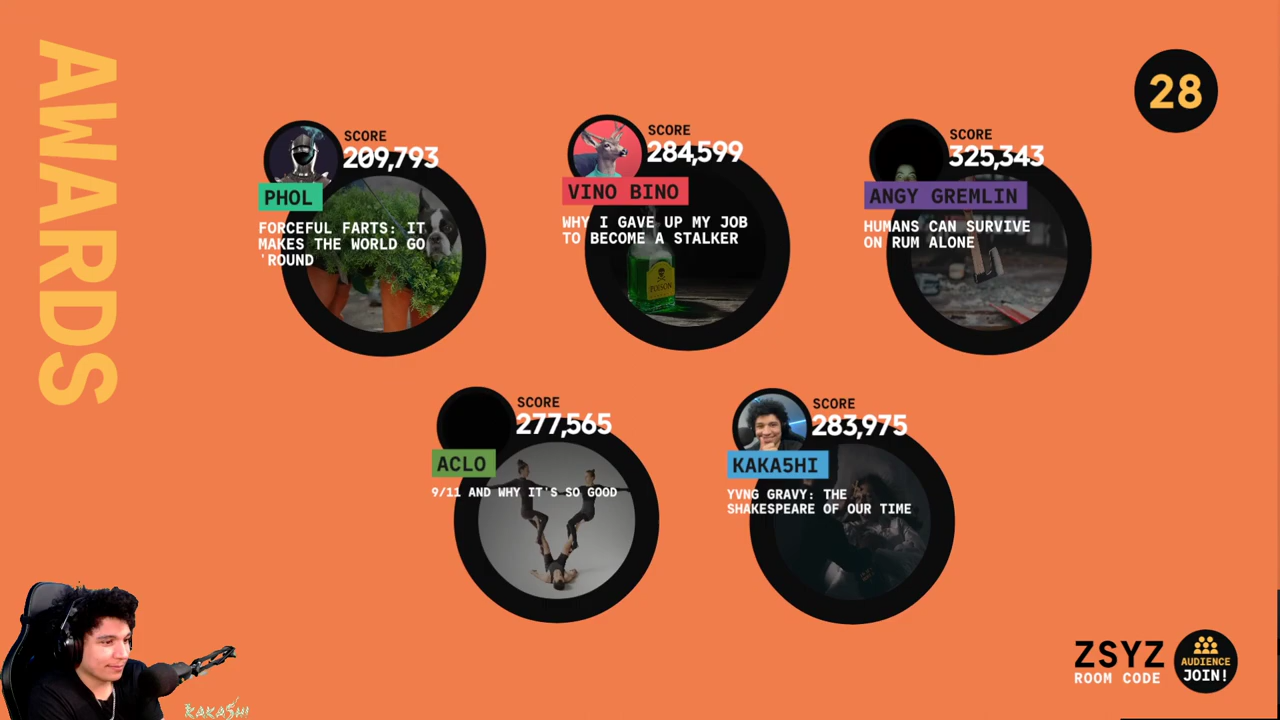 AWARDS
28
SCORE
209,793
PHOL
FORCEFUL FARTS: IT
MAKES THE WORLD GO
'ROUND
SCORE
284,599
VINO BINO
WHY I GAVE UP MY JOB
TO BECOME A STALKER
POISON
SCORE
325,343
ANGY GREMLIN
HUMANS CAN SURVIVE
ON RUM ALONE
SCORE
277,565
ACLO
9/11 AND WHY IT'S SO GOOD
SCORE
283,975
KAKA5HI
YVNG GRAVY: THE
SHAKESPEARE OF OUR TIME
KAKA5HI
ZSYZ
ROOM CODE
AUDIENCE
JOIN!